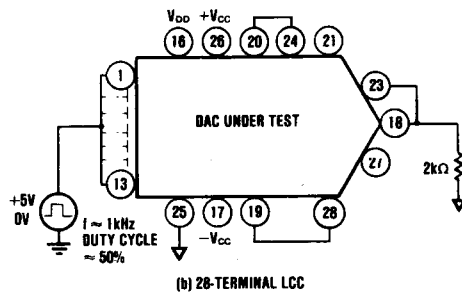 VDD +VCC
16 26 20 24 21
1
23
DAC UNDER TEST
18
27
2kΩ
13
+5V
0V
f ≈ 1kHz
DUTY CYCLE
≈ 50%
25 17 19 28
−VCC
(b) 28-TERMINAL LCC